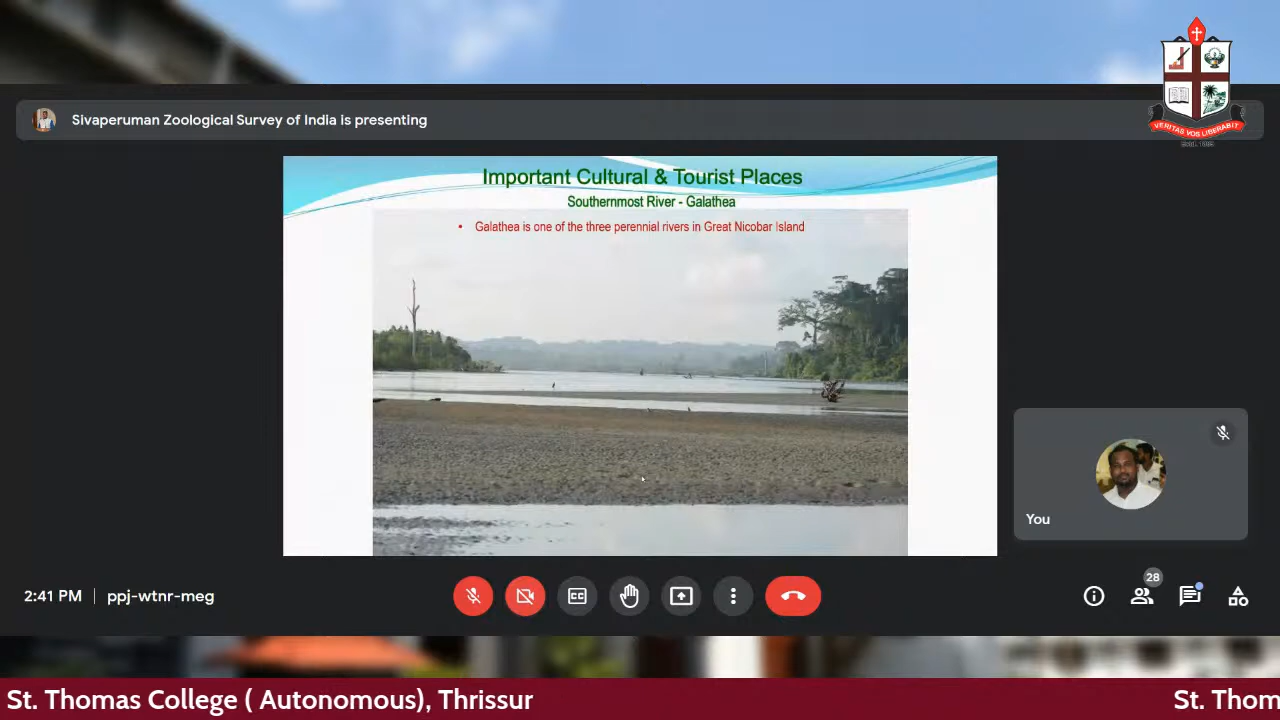 Sivaperuman Zoological Survey of India is presenting
VERITAS VOS LIBERABIT
Important Cultural & Tourist Places
Southernmost River - Galathea
• Galathea is one of the three perennial rivers in Great Nicobar Island
You
2:41 PM | ppj-wtnr-meg
CC
28
St. Thomas College ( Autonomous), Thrissur
St. Thom